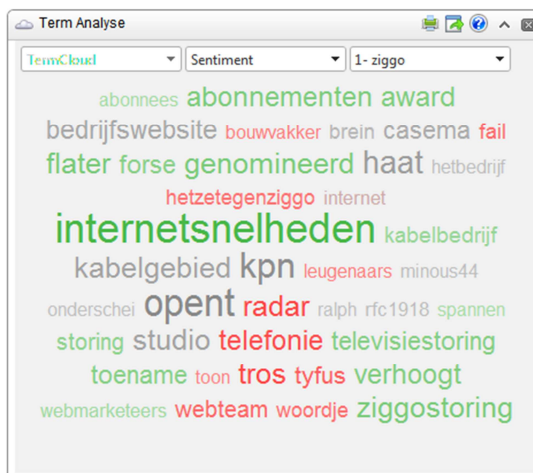 Term Analyse
TermCloud Sentiment 1- ziggo
abonnees abonnementen award
bedrijfswebsite bouwvakker brein casema fail
flater forse genomineerd haat hetbedrijf
hetzetegenziggo internet
internetsnelheden kabelbedrijf
kabelgebied kpn leugenaars minous44
onderschei opent radar ralph rfc1918 spannen
storing studio telefonie televisiestoring
toename toon tros tyfus verhoogt
webmarketeers webteam woordje ziggostoring